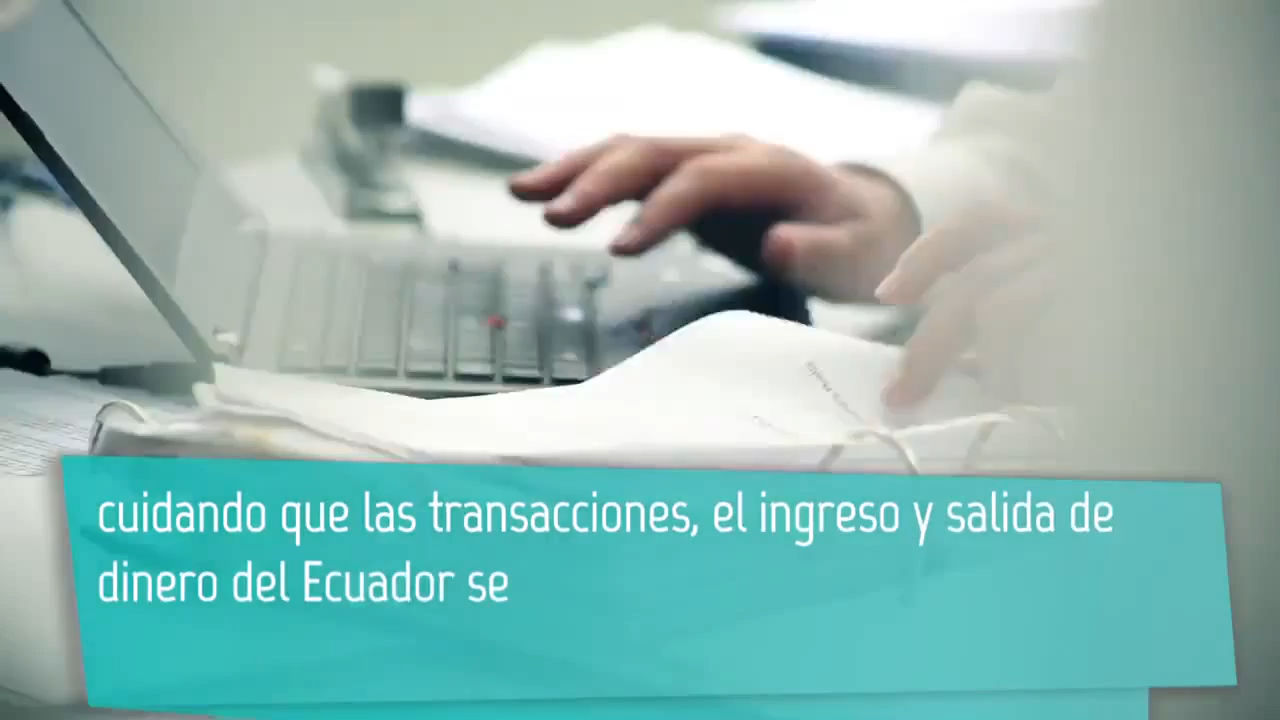 cuidando que las transacciones, el ingreso y salida de
dinero del Ecuador se